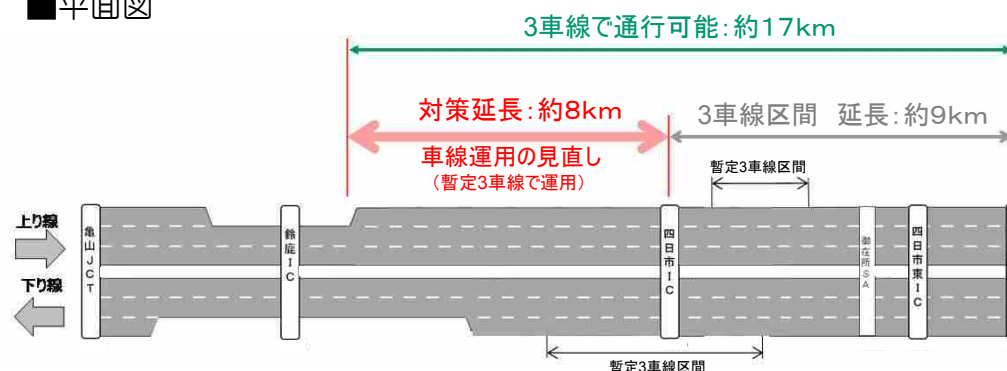 ■平面図
3車線で通行可能：約17km
対策延長：約8km
3車線区間　延長：約9km
車線運用の見直し
（暫定3車線で運用）
暫定3車線区間
上り線
下り線
亀山JCT
鈴鹿IC
四日市IC
御在所SA
四日市東IC
暫定3車線区間